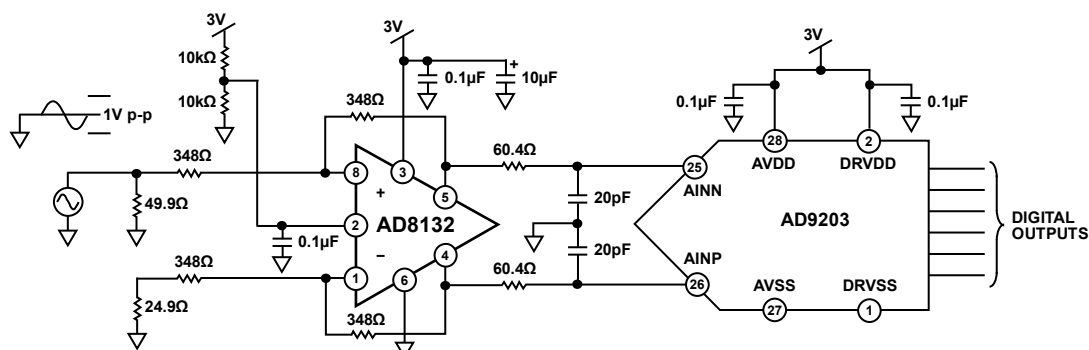 3V
10kΩ
10kΩ
1V p-p
348Ω
49.9Ω
348Ω
24.9Ω
0.1µF
3V
0.1µF
+
10µF
348Ω
8
+
3
5
2
AD8132
–
1
6
4
348Ω
60.4Ω
20pF
20pF
60.4Ω
3V
0.1µF
0.1µF
28
2
25
AVDD
DRVDD
AINN
AD9203
AINP
26
AVSS
DRVSS
27
1
DIGITAL
OUTPUTS